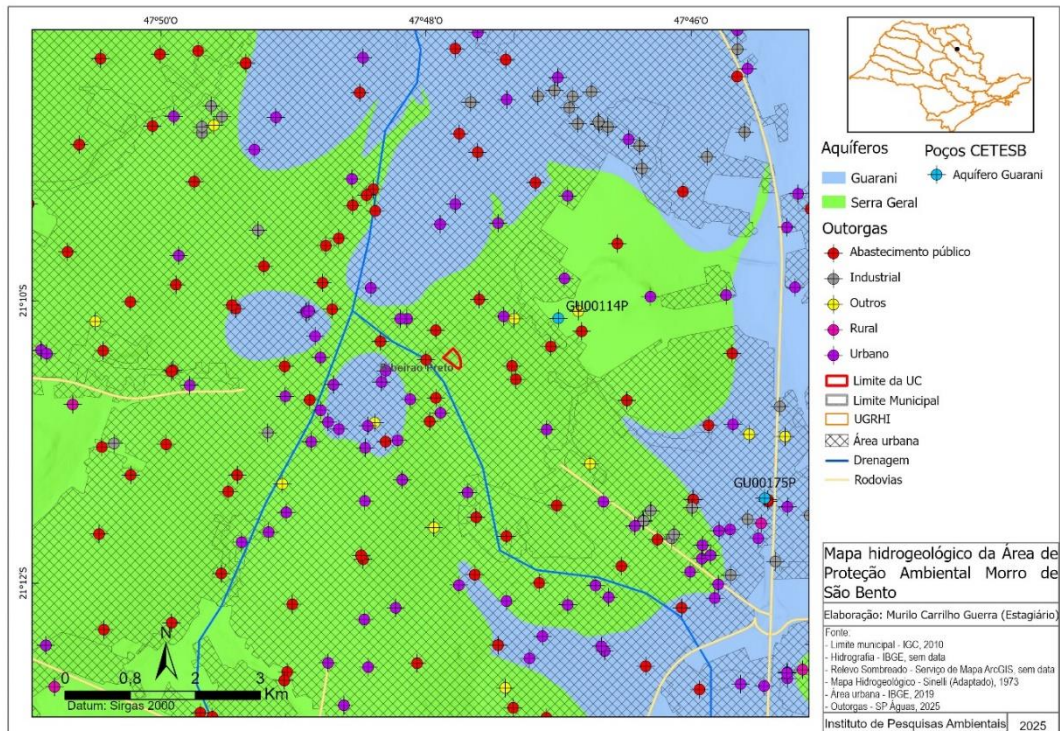 47°50'O
47°48'O
47°46'O
21°10'S
21°12'S
GU00114P
Ribeirão Preto
GU00175P
N
0 0,8 1,6 3
Km
Datum: Sirgas 2000
Aquíferos
Guarani
Serra Geral
Poços CETESB
Aquífero Guarani
Outorgas
Abastecimento público
Industrial
Outros
Rural
Urbano
Limite da UC
Limite Municipal
UGRHI
Área urbana
Drenagem
Rodovias
Mapa hidrogeológico da Área de
Proteção Ambiental Morro de
São Bento
Elaboração: Murilo Carrilho Guerra (Estagiário)
Fonte:
- Limite municipal - IGC, 2010
- Hidrografia - IBGE, sem data
- Relevo Sombreado - Serviço de Mapa ArcGIS, sem data
- Mapa Hidrogeológico - Sinelli (Adaptado), 1973
- Área urbana - IBGE, 2019
- Outorgas - SP Águas, 2025
Instituto de Pesquisas Ambientais 2025